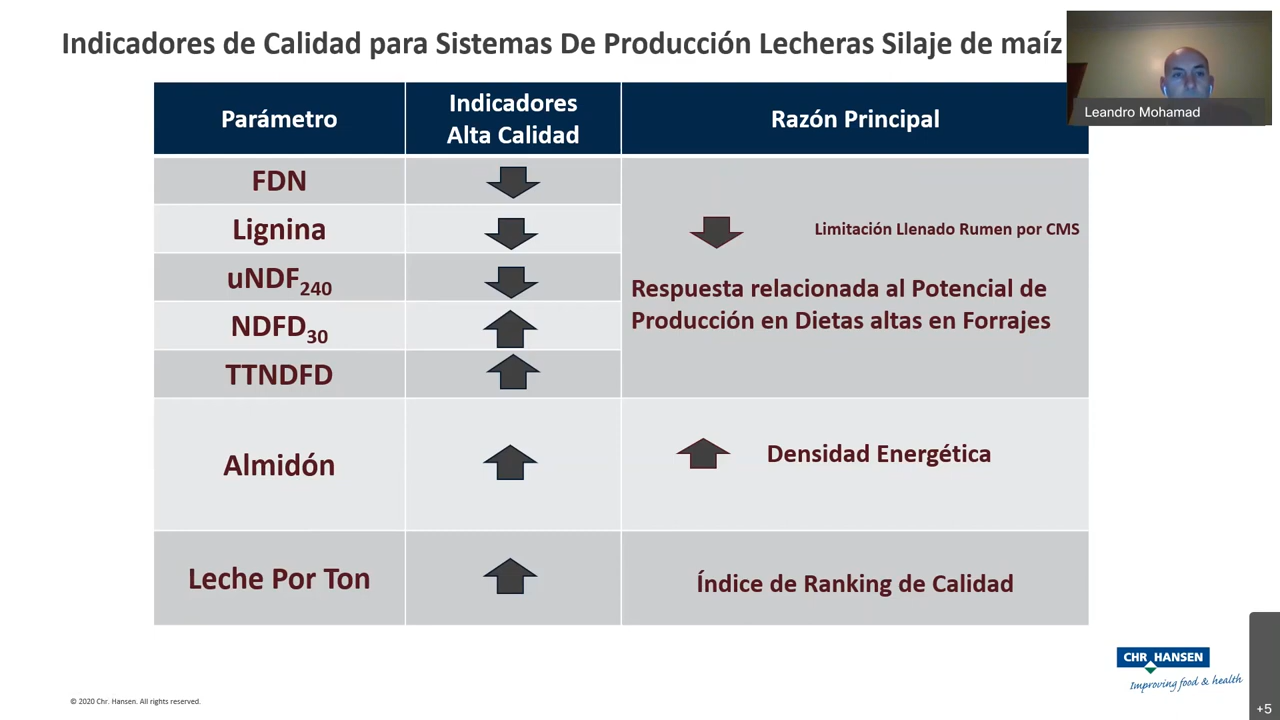 Indicadores de Calidad para Sistemas De Producción Lecheras Silaje de maíz
Leandro Mohamad
Parámetro
Indicadores
Alta Calidad
Razón Principal
FDN
Lignina
uNDF240
NDFD30
TTNDFD
Limitación Llenado Rumen por CMS
Respuesta relacionada al Potencial de
Producción en Dietas altas en Forrajes
Almidón
Densidad Energética
Leche Por Ton
Índice de Ranking de Calidad
CHR HANSEN
Improving food & health
© 2020 Chr. Hansen. All rights reserved.
+5